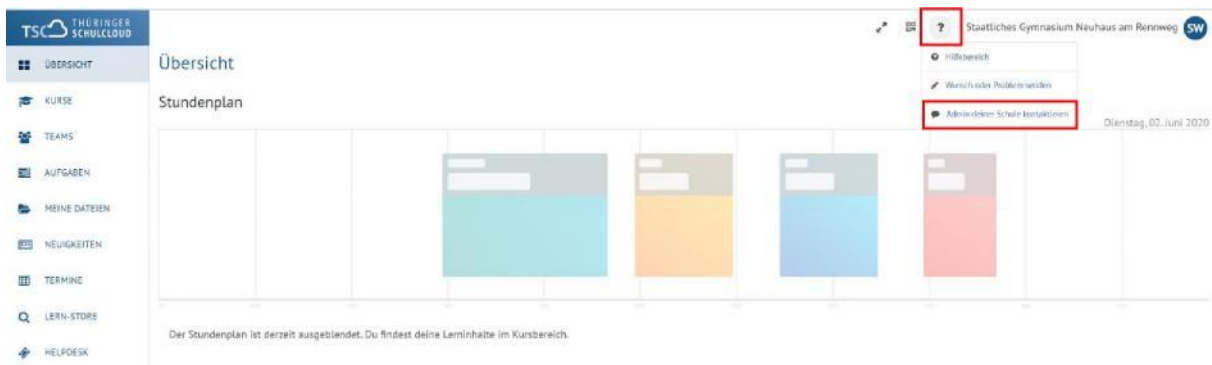 TSC THÜRINGER
SCHULCLOUD
? Staatliches Gymnasium Neuhaus am Rennweg SW
Hilfebereich
Wunsch oder Problem senden
Admin deiner Schule kontaktieren
ÜBERSICHT
KURSE
TEAMS
AUFGABEN
MEINE DATEIEN
NEUIGKEITEN
TERMINE
LERN-STORE
HELPDESK
Übersicht
Stundenplan
Dienstag, 02. Juni 2020
Der Stundenplan ist derzeit ausgeblendet. Du findest deine Lerninhalte im Kursbereich.